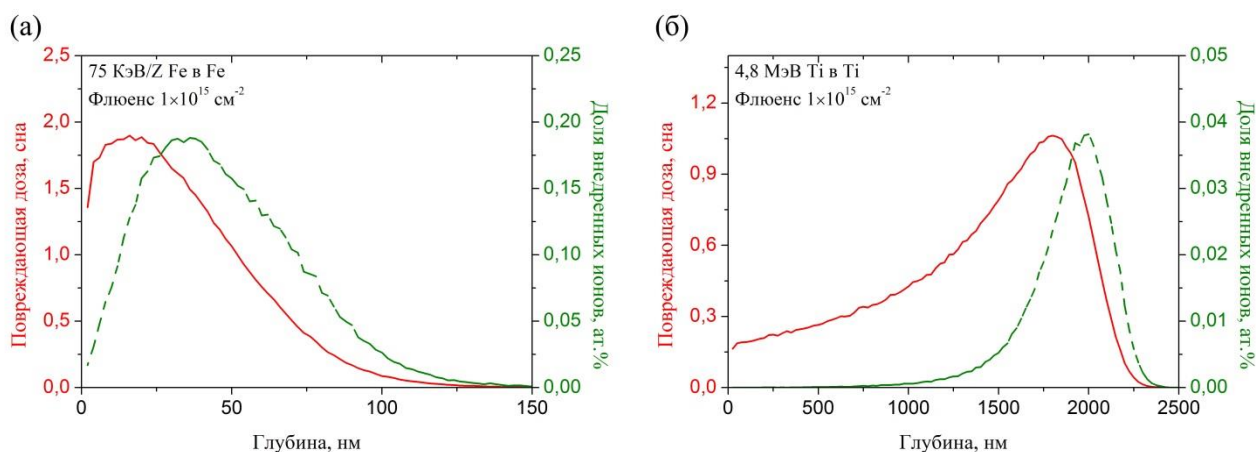 (а)
75 КэВ/Z Fe в Fe
Флюенс 1×10¹⁵ см⁻²
Повреждающая доза, сна
2,5
2,0
1,5
1,0
0,5
0,0
Доля внедренных ионов, ат.%
0,25
0,20
0,15
0,10
0,05
0,00
0 50 100 150
Глубина, нм
(б)
4,8 МэВ Ti в Ti
Флюенс 1×10¹⁵ см⁻²
Повреждающая доза, сна
1,2
0,9
0,6
0,3
0,0
Доля внедренных ионов, ат.%
0,05
0,04
0,03
0,02
0,01
0,00
0 500 1000 1500 2000 2500
Глубина, нм